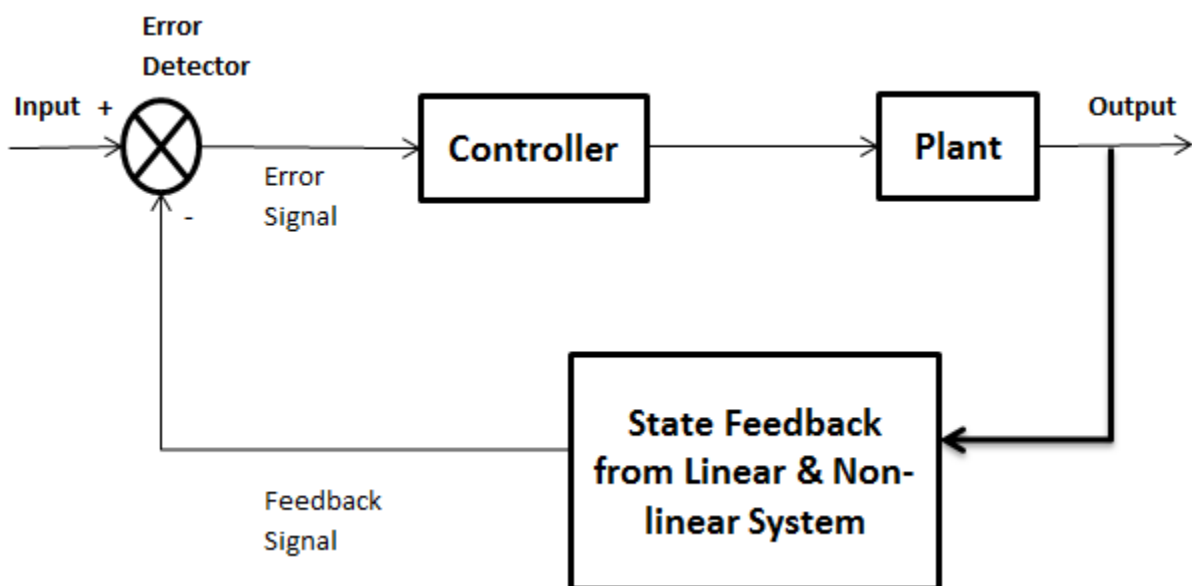 Error
Detector
Input +
Output
Controller
Plant
Error
Signal
-
State Feedback
from Linear & Non-
linear System
Feedback
Signal